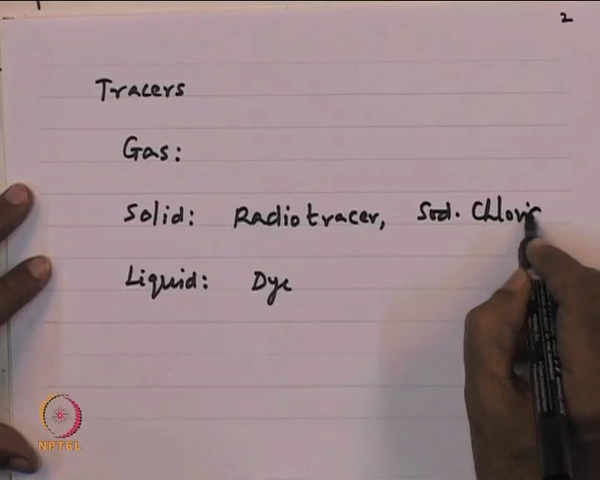 2
Tracers
Gas:
Solid: Radiotracer, Sod. Chlori
Liquid: Dye
NPTEL